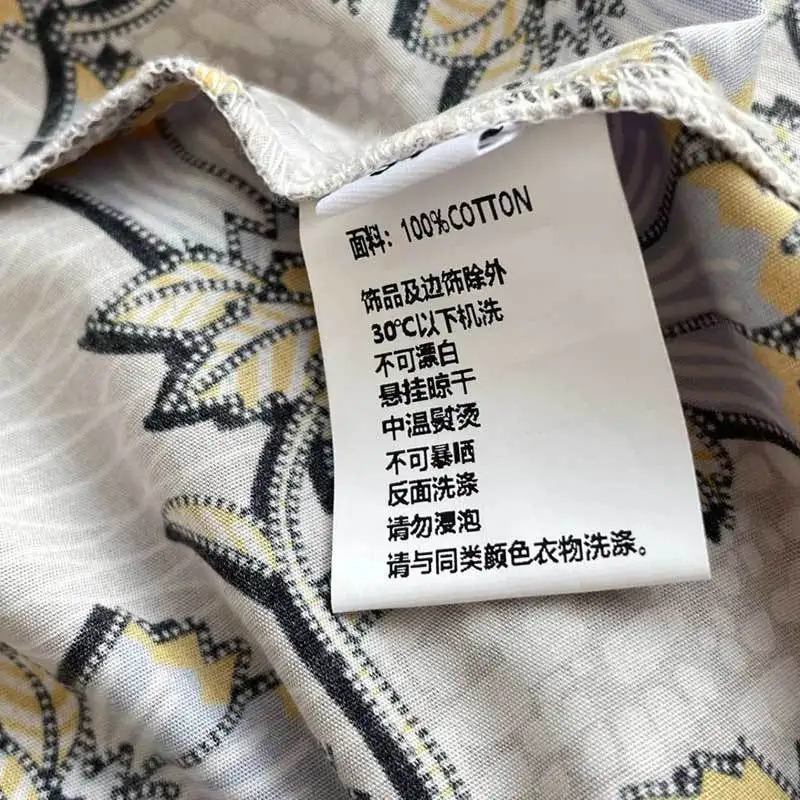 面料：100%COTTON
饰品及边饰除外
30℃以下机洗
不可漂白
悬挂晾干
中温熨烫
不可暴晒
反面洗涤
请勿浸泡
请与同类颜色衣物洗涤。